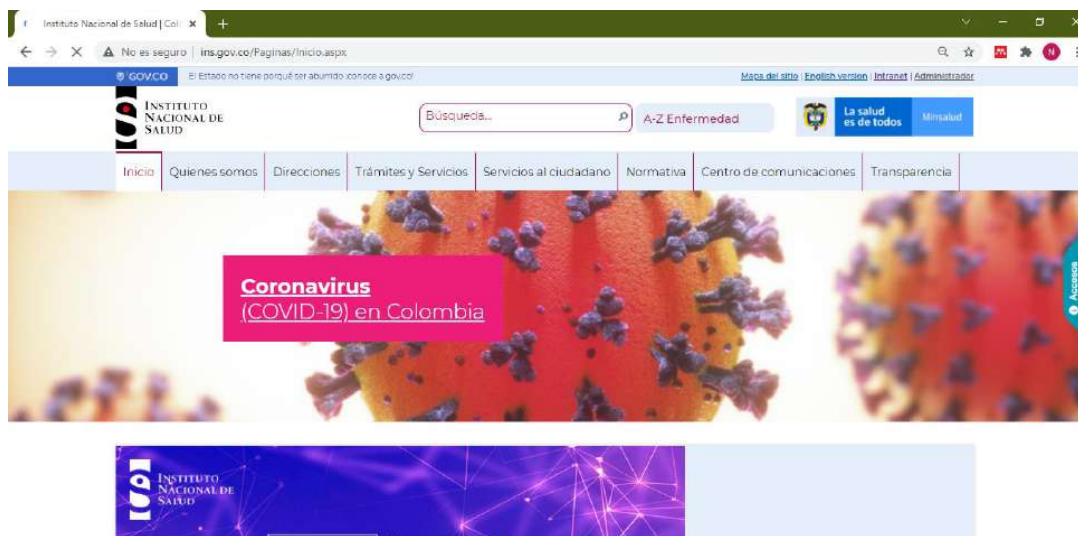 Instituto Nacional de Salud | Col
No es seguro | ins.gov.co/Paginas/Inicio.aspx
N
GOV.CO El Estado no tiene porqué ser aburrido ¡conoce a gov.co! Mapa del sitio | English version | Intranet | Administrador
INSTITUTO
NACIONAL DE
SALUD
Búsqueda...
A-Z Enfermedad
La salud
es de todos
Minsalud
Inicio Quienes somos Direcciones Trámites y Servicios Servicios al ciudadano Normativa Centro de comunicaciones Transparencia
Coronavirus
(COVID-19) en Colombia
Accesos
INSTITUTO
NACIONAL DE
SALUD